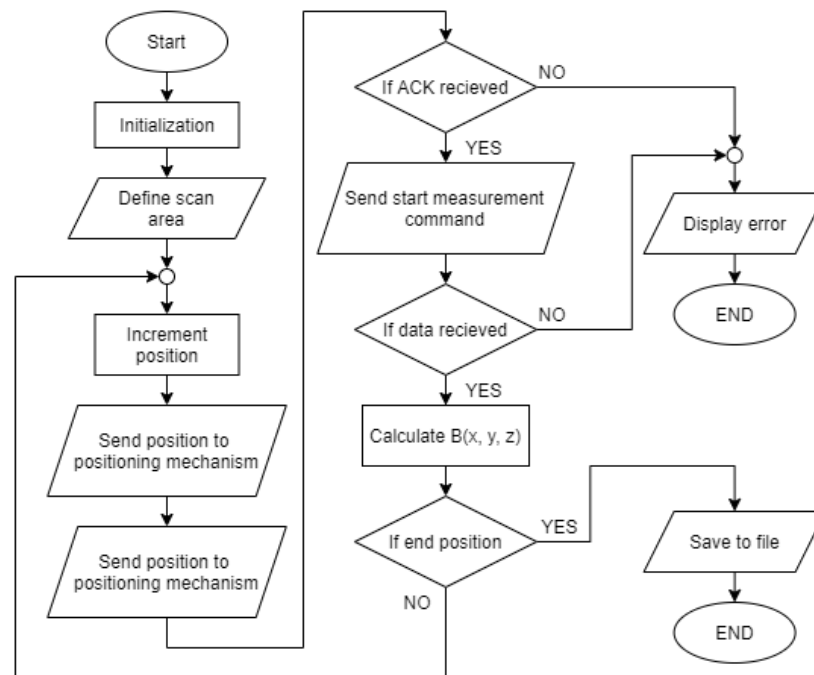 Start
Initialization
Define scan
area
Increment
position
Send position to
positioning mechanism
Send position to
positioning mechanism
If ACK recieved
NO
YES
Send start measurement
command
Display error
END
If data recieved
NO
YES
Calculate B(x, y, z)
If end position
YES
NO
Save to file
END